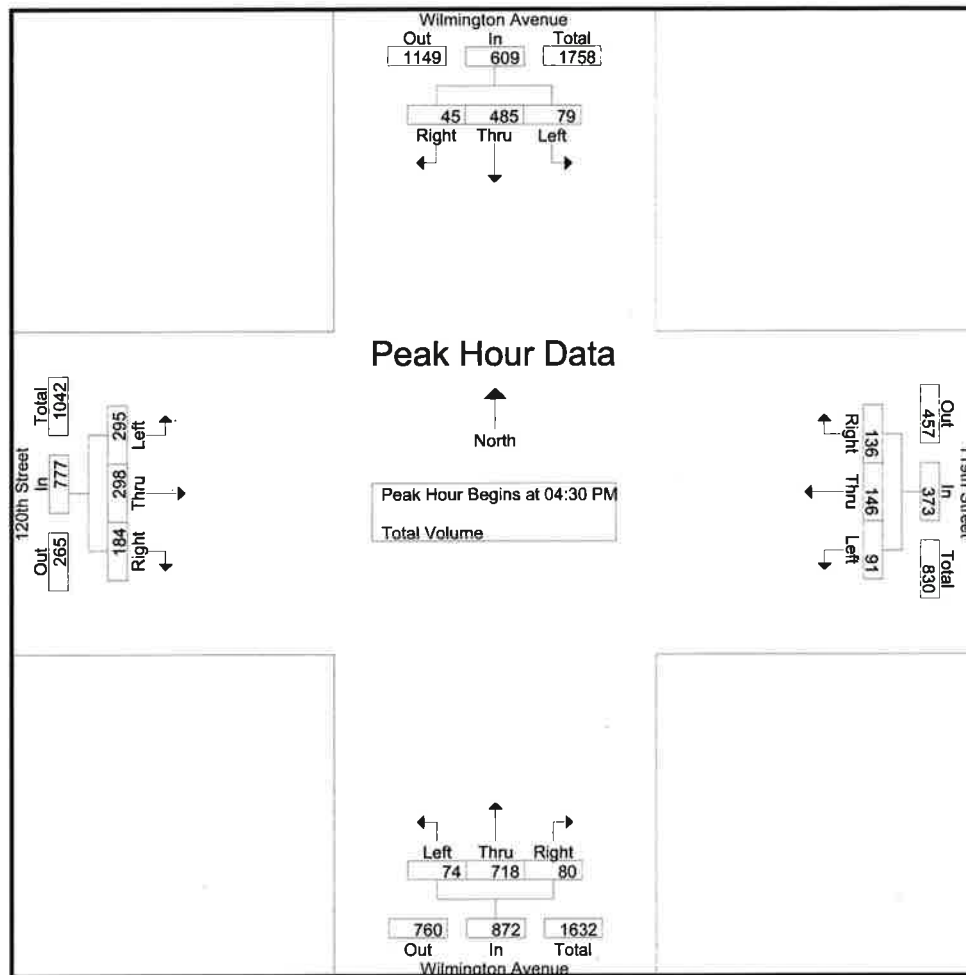 Wilmington Avenue
Out In Total
1149 609 1758
45 485 79
Right Thru Left
Peak Hour Data
North
Peak Hour Begins at 04:30 PM
Total Volume
120th Street
Out In Total
265 777 1042
295 298 184
Left Thru Right
Out In Total
457 373 830
136 146 91
Right Thru Left
Left Thru Right
74 718 80
760 872 1632
Out In Total
Wilmington Avenue